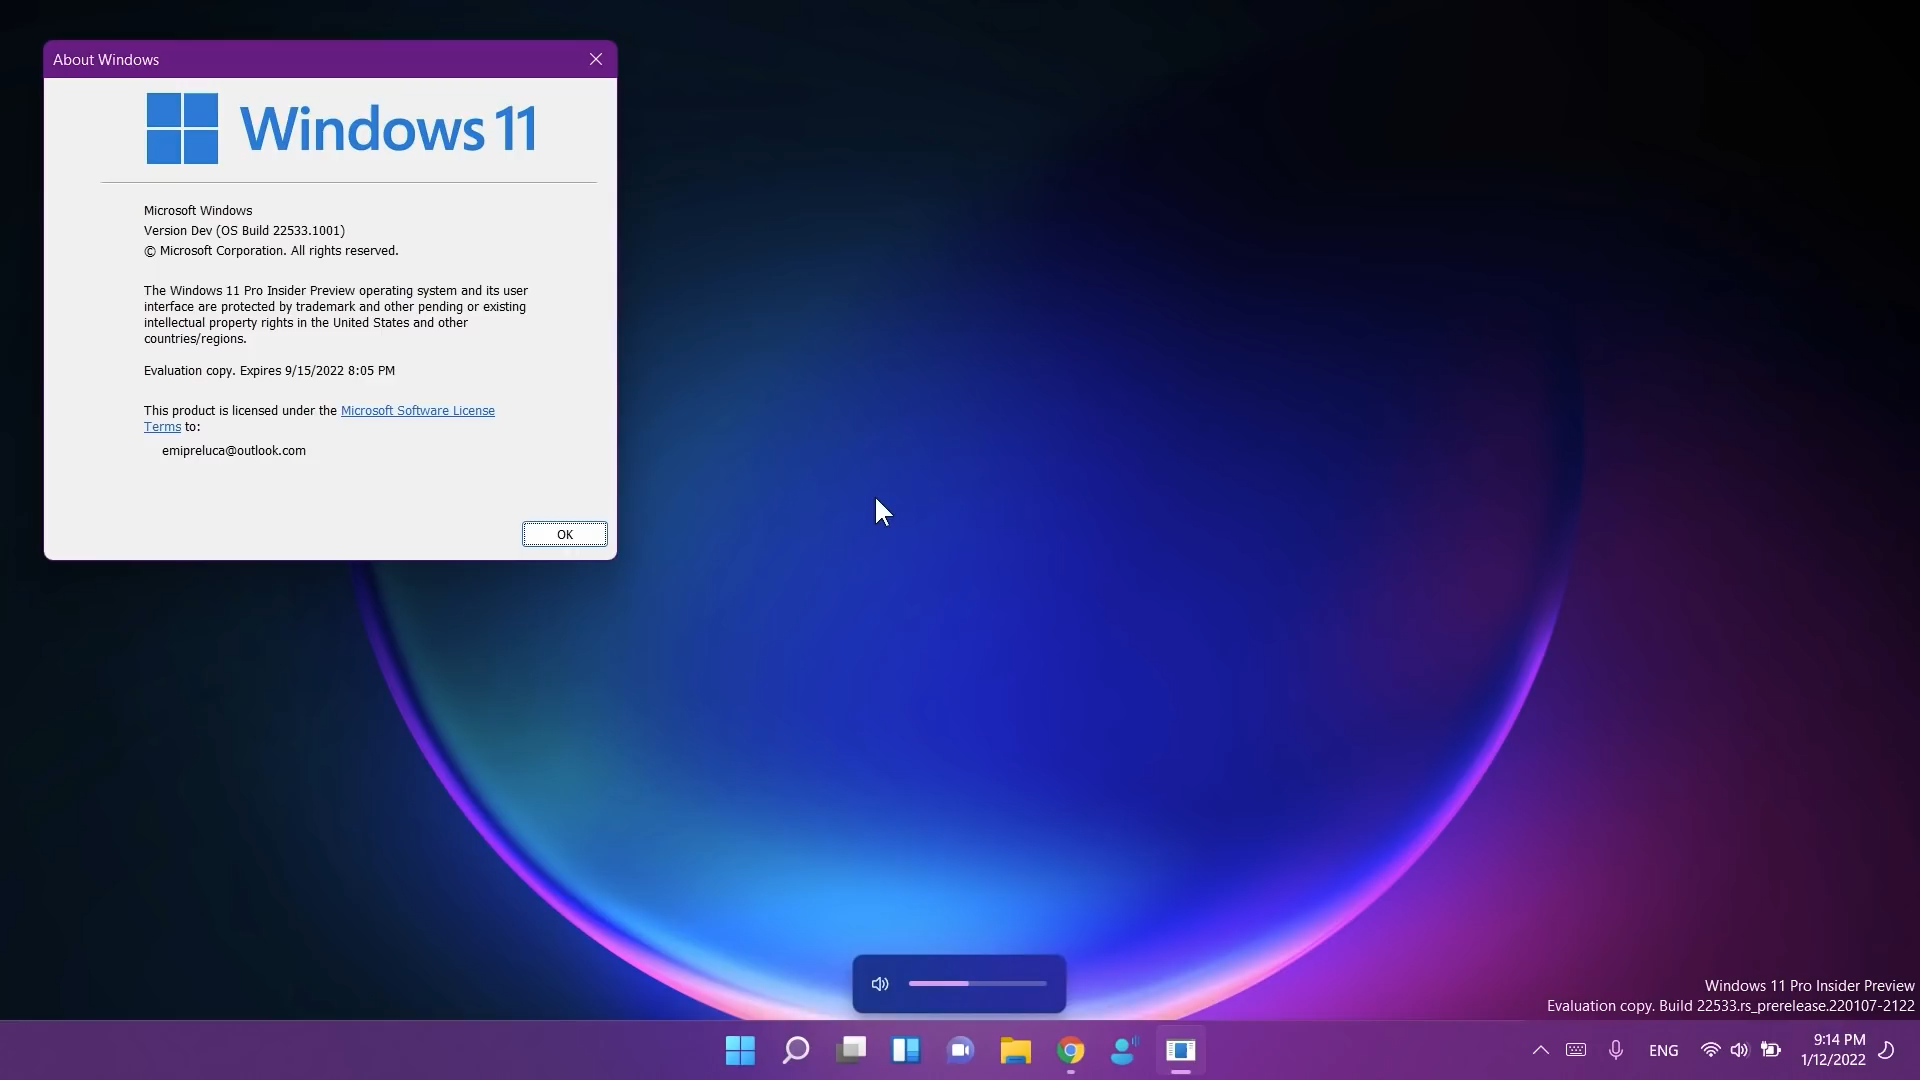 About Windows
Windows 11
Microsoft Windows
Version Dev (OS Build 22533.1001)
© Microsoft Corporation. All rights reserved.
The Windows 11 Pro Insider Preview operating system and its user
interface are protected by trademark and other pending or existing
intellectual property rights in the United States and other
countries/regions.
Evaluation copy. Expires 9/15/2022 8:05 PM
This product is licensed under the Microsoft Software License
Terms to:
emipreluca@outlook.com
OK
Windows 11 Pro Insider Preview
Evaluation copy. Build 22533.rs_prerelease.220107-2122
ENG
9:14 PM
1/12/2022